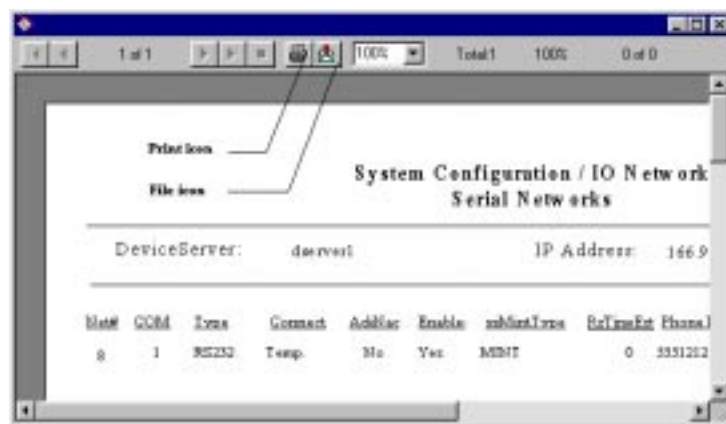 1 of 1 100% Total:1 100% 0 of 0
Print Icon
File icon
System Configuration / IO Network
Serial Networks
DeviceServer: dserver1 IP Address: 166.9
Net# COM Type Connect Enable Phone
8 1 RS232 Temp. No Yes MINT 0 5551212